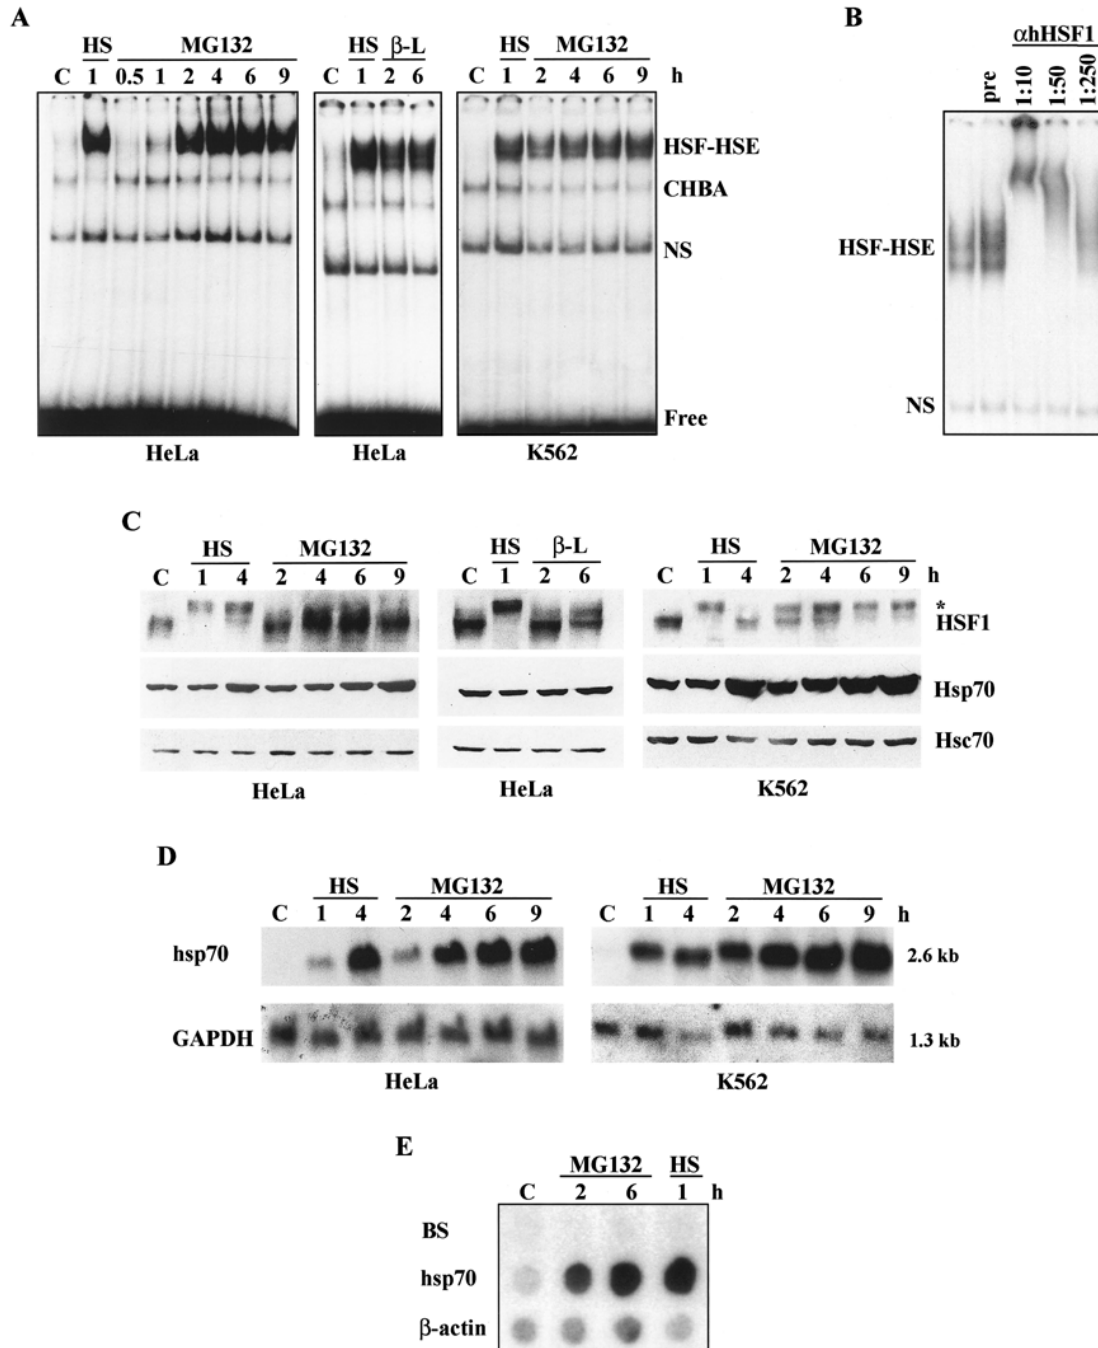 A
HS MG132
C 1 0.5 1 2 4 6 9
HS β-L
C 1 2 6
HS MG132
C 1 2 4 6 9 h
HSF-HSE
CHBA
NS
Free
HeLa
HeLa
K562
B
αhHSF1
pre 1:10 1:50 1:250
HSF-HSE
NS
C
HS MG132
C 1 4 2 4 6 9
HS β-L
C 1 2 6
HS MG132
C 1 4 2 4 6 9 h
*
HSF1
Hsp70
Hsc70
HeLa
HeLa
K562
D
HS MG132
C 1 4 2 4 6 9
HS MG132
C 1 4 2 4 6 9 h
hsp70
2.6 kb
GAPDH
1.3 kb
HeLa
K562
E
MG132 HS
C 2 6 1 h
BS
hsp70
β-actin